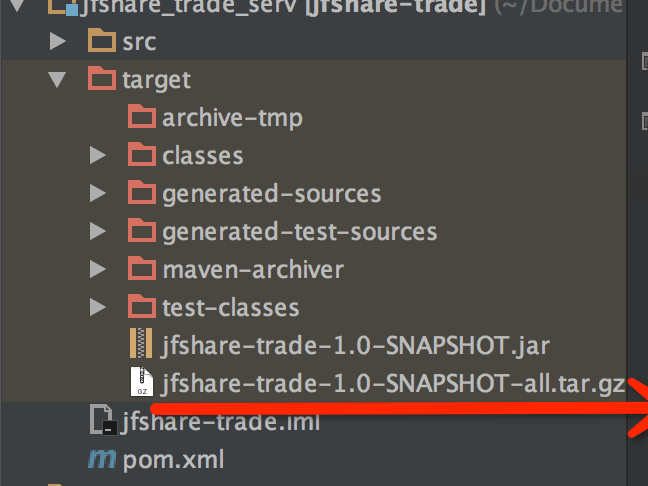 jfshare_trade_serv [jfshare-trade] (~/Docume
src
target
archive-tmp
classes
generated-sources
generated-test-sources
maven-archiver
test-classes
jfshare-trade-1.0-SNAPSHOT.jar
GZ jfshare-trade-1.0-SNAPSHOT-all.tar.gz
jfshare-trade.iml
m pom.xml